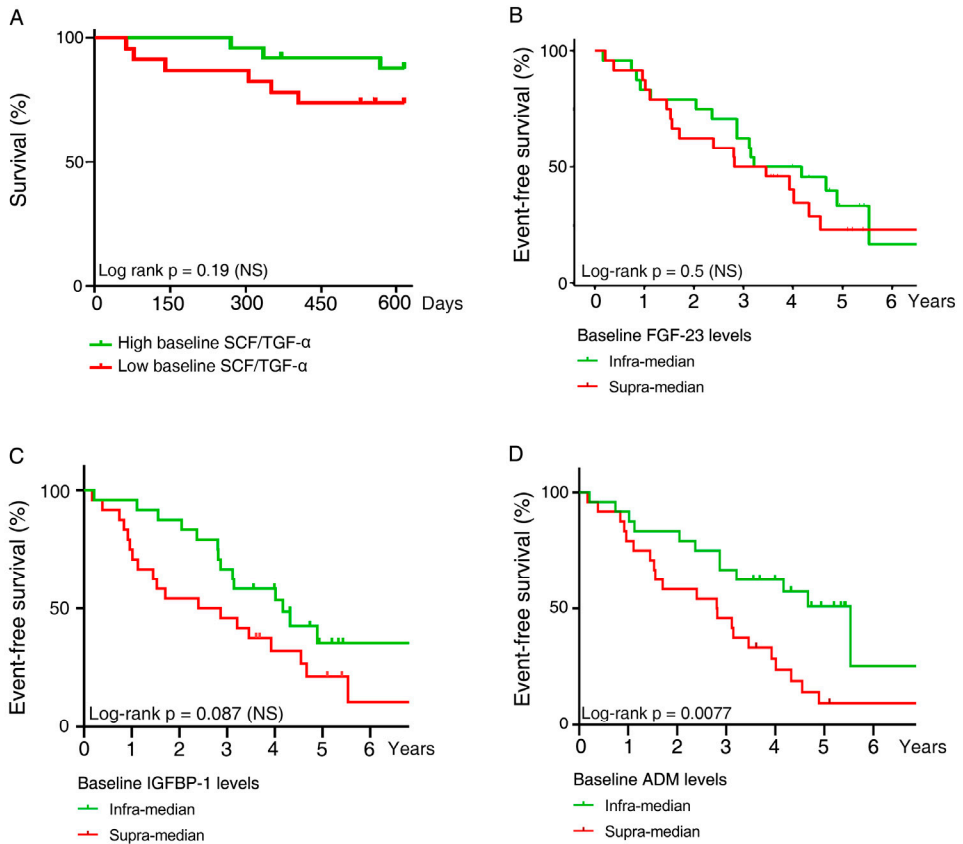 A
Survival (%)
100
50
0
Log rank p = 0.19 (NS)
0 150 300 450 600 Days
High baseline SCF/TGF-α
Low baseline SCF/TGF-α
B
Event-free survival (%)
100
50
0
Log-rank p = 0.5 (NS)
0 1 2 3 4 5 6 Years
Baseline FGF-23 levels
Infra-median
Supra-median
C
Event-free survival (%)
100
50
0
Log-rank p = 0.087 (NS)
0 1 2 3 4 5 6 Years
Baseline IGFBP-1 levels
Infra-median
Supra-median
D
Event-free survival (%)
100
50
0
Log-rank p = 0.0077
0 1 2 3 4 5 6 Years
Baseline ADM levels
Infra-median
Supra-median